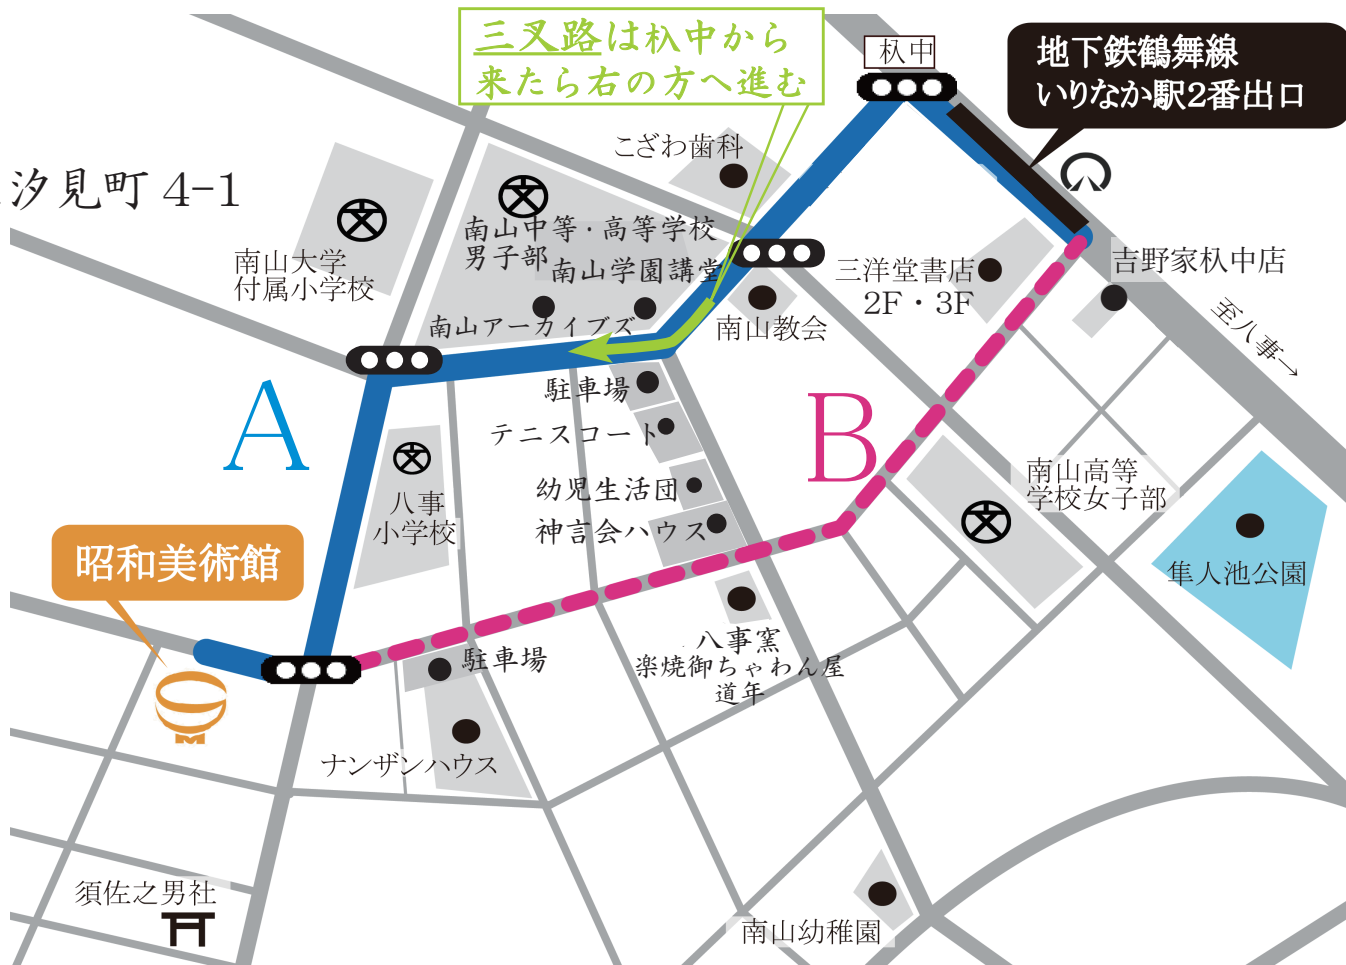 三叉路は杁中から
来たら右の方へ進む
杁中
地下鉄鶴舞線
いりなか駅2番出口
汐見町 4-1
こざわ歯科
南山大学
付属小学校
南山中等・高等学校
男子部
南山学園講堂
南山アーカイブズ
南山教会
三洋堂書店
2F・3F
吉野家杁中店
至八事→
A
B
駐車場
テニスコート
幼児生活団
神言会ハウス
八事
小学校
南山高等
学校女子部
隼人池公園
昭和美術館
八事窯
楽焼御ちゃわん屋
道年
駐車場
ナンザンハウス
須佐之男社
南山幼稚園